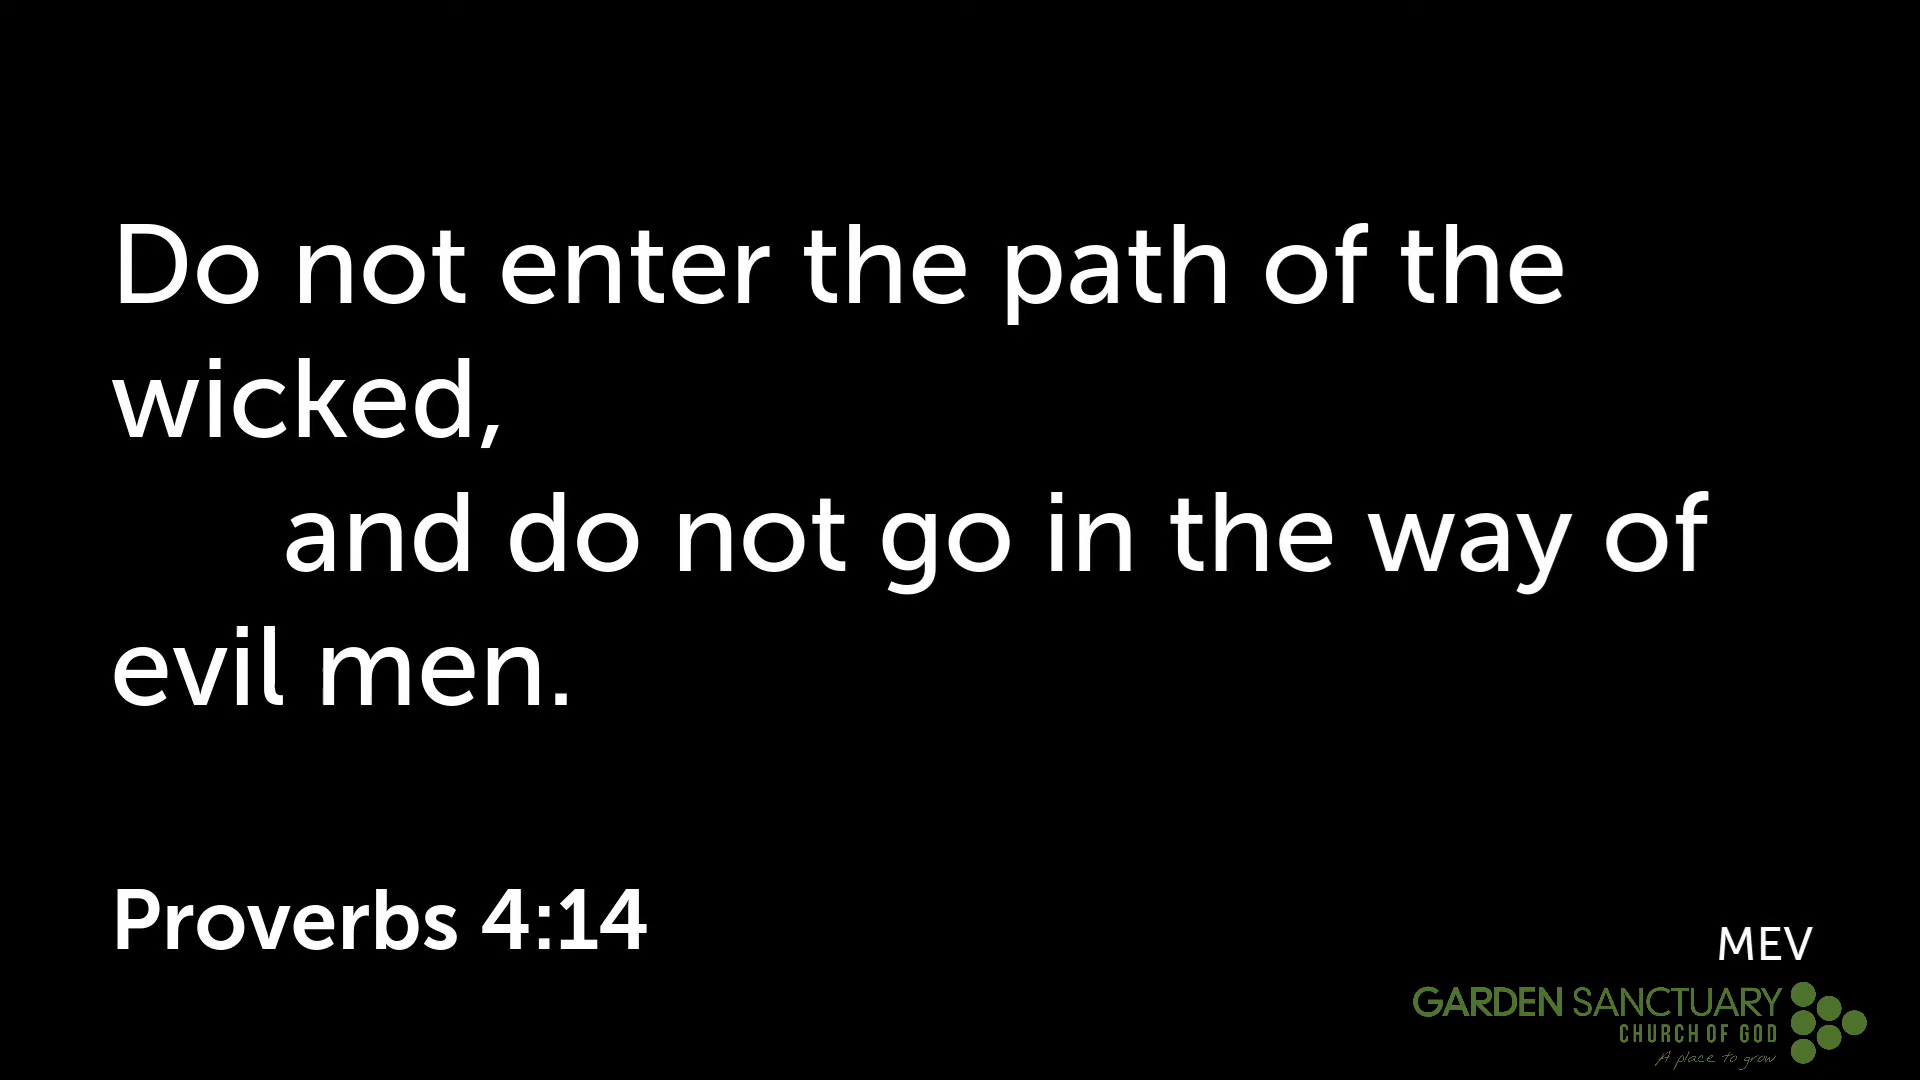 Do not enter the path of the
wicked,
and do not go in the way of
evil men.
Proverbs 4:14
MEV
GARDEN SANCTUARY
CHURCH OF GOD
A place to grow